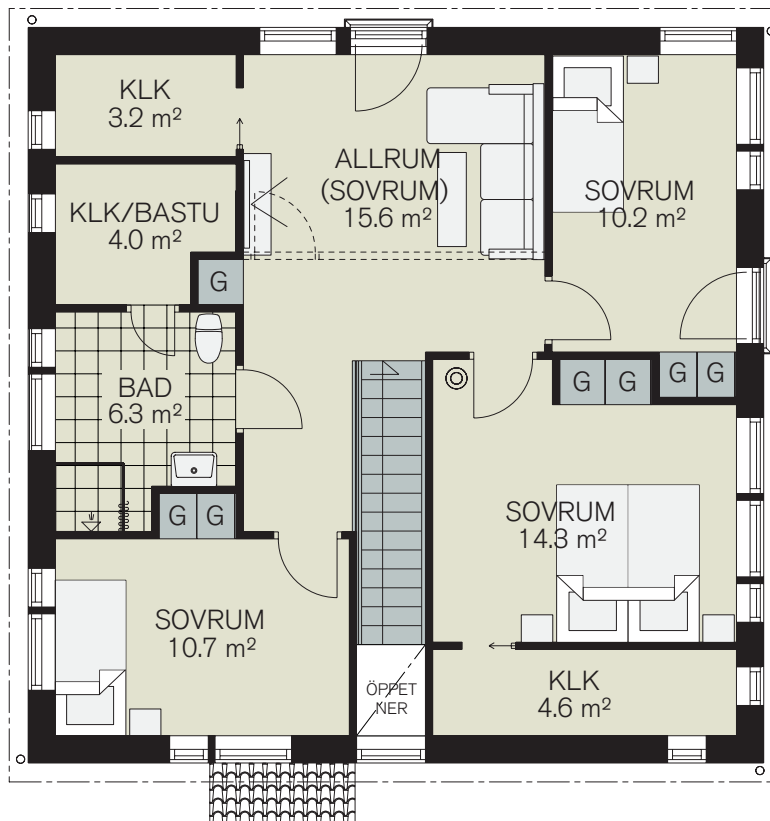 KLK
3.2 m²
ALLRUM
(SOVRUM)
15.6 m²
SOVRUM
10.2 m²
KLK/BASTU
4.0 m²
G
BAD
6.3 m²
G G
G G
G G
SOVRUM
14.3 m²
SOVRUM
10.7 m²
ÖPPET
NER
KLK
4.6 m²